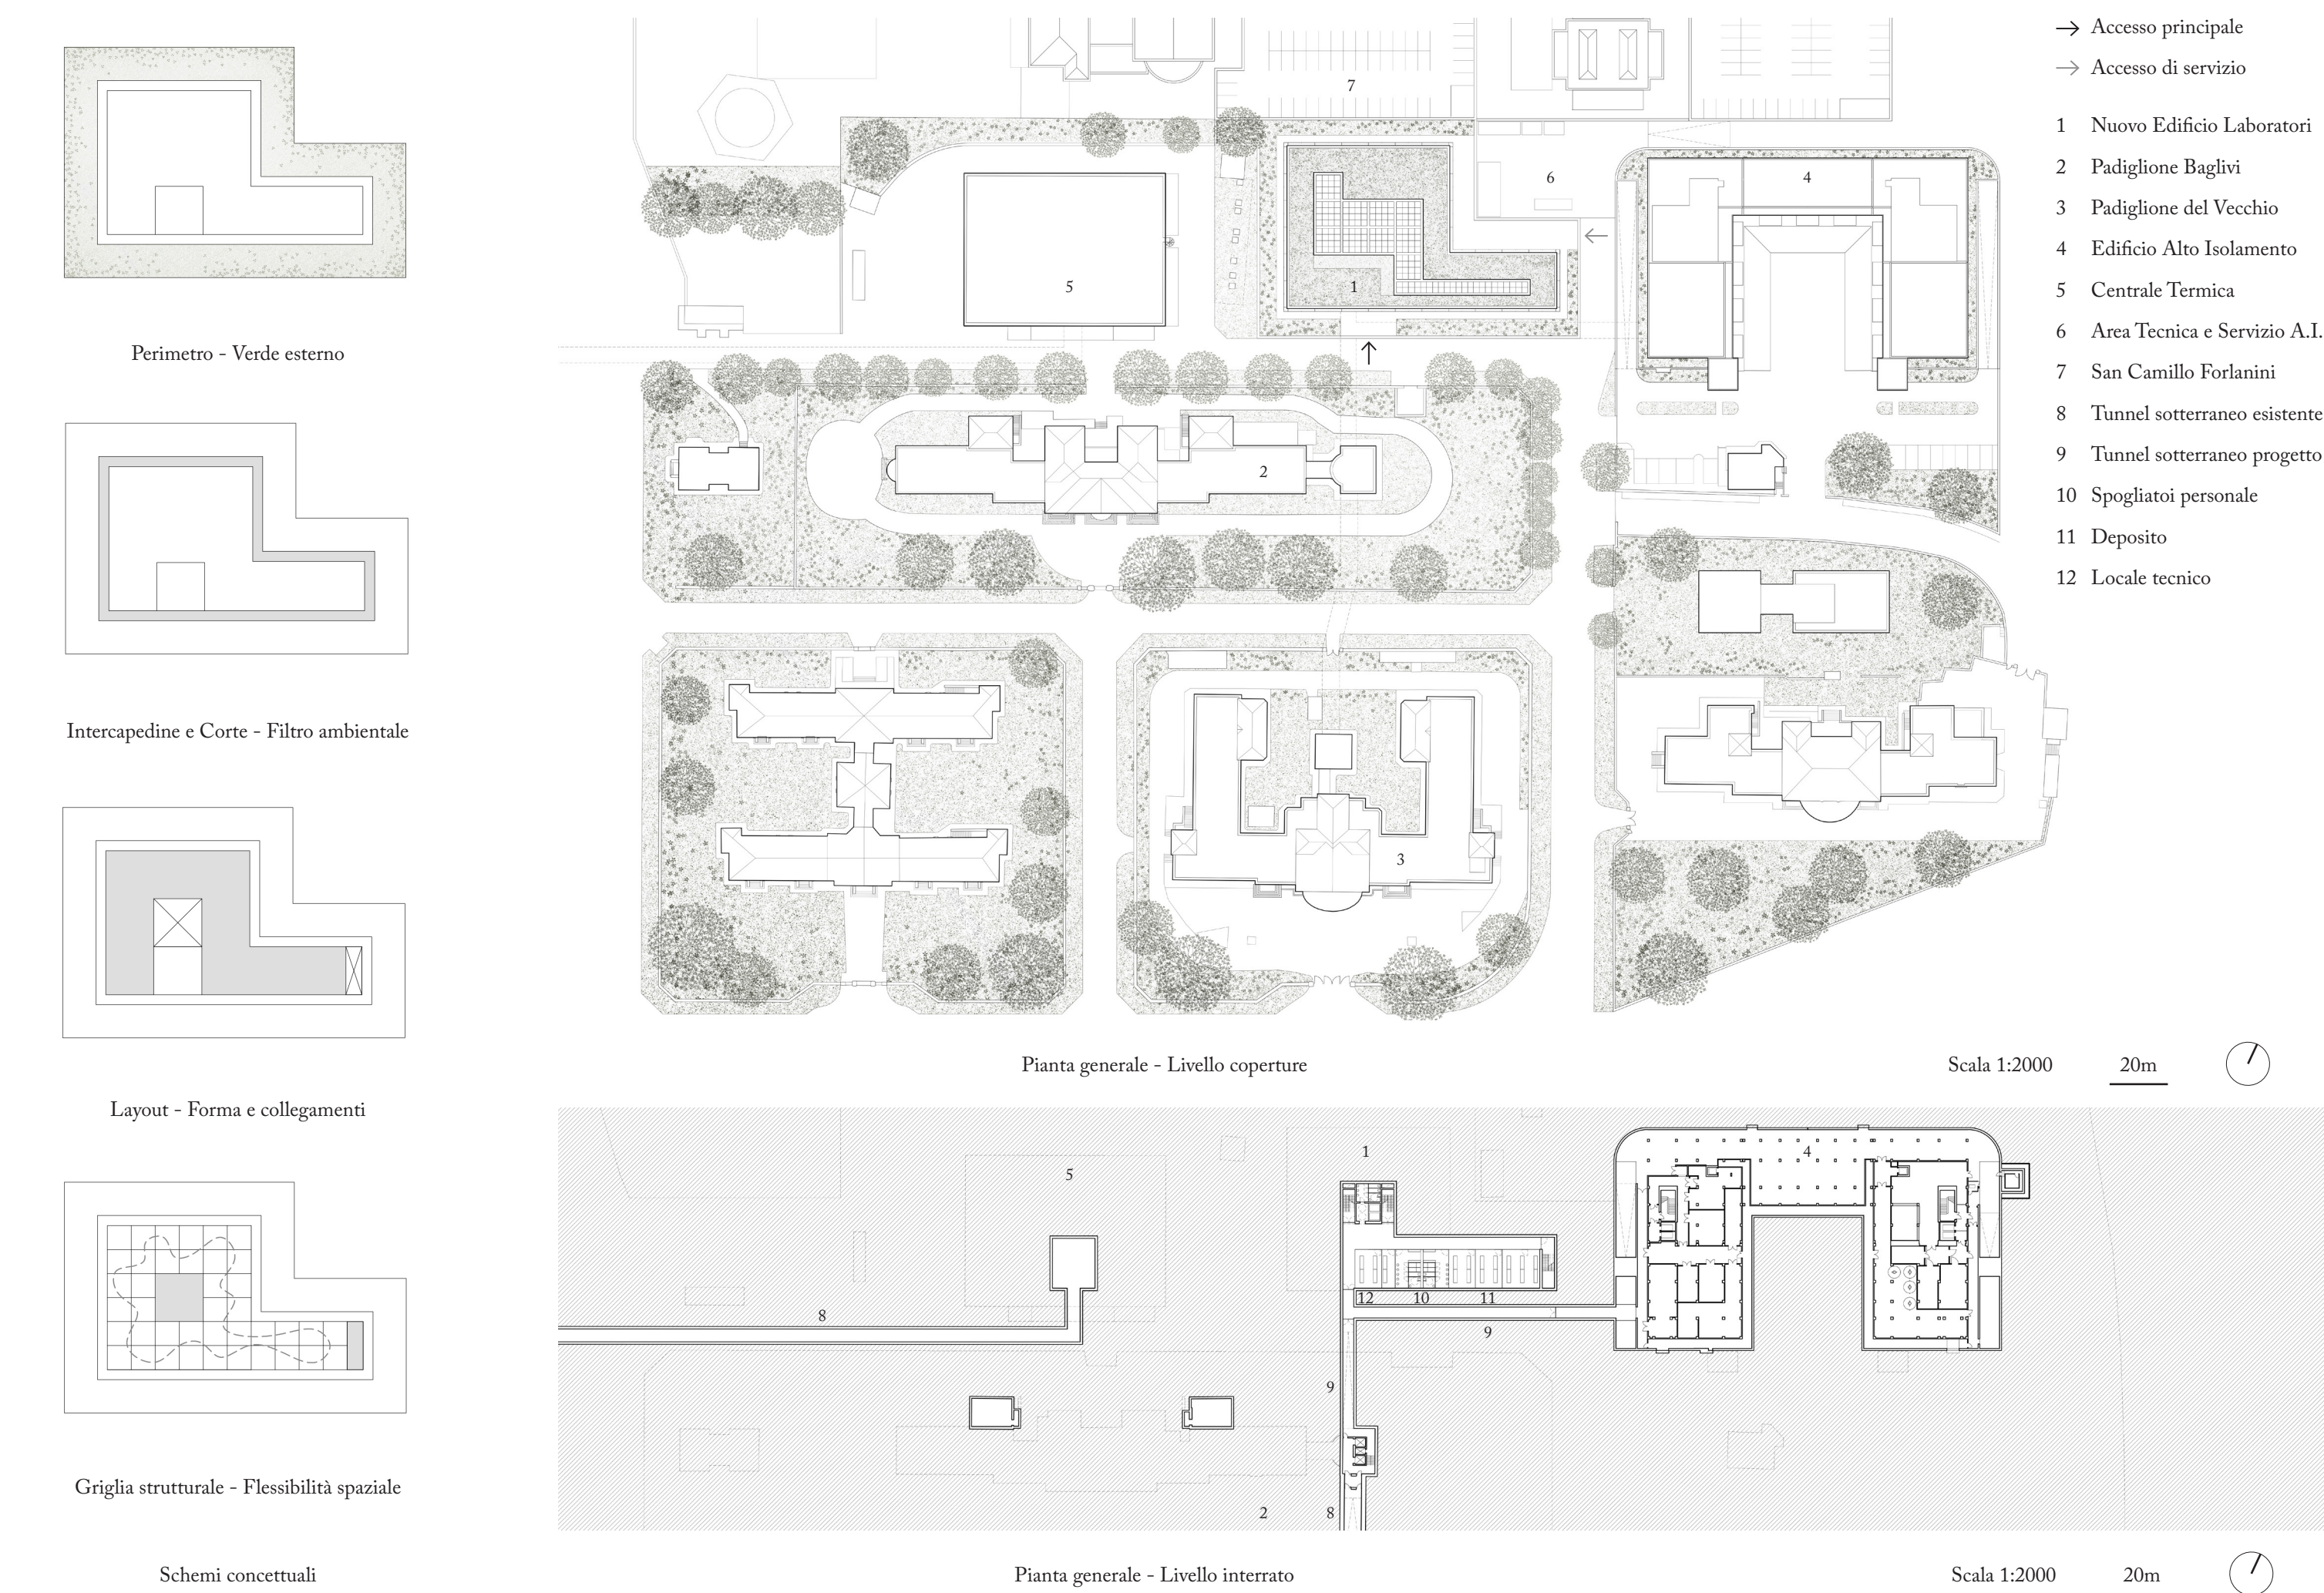 Perimetro - Verde esterno
Intercapedine e Corte - Filtro ambientale
Layout - Forma e collegamenti
Griglia strutturale - Flessibilità spaziale
Schemi concettuali
7
6
4
5
1
2
3
Pianta generale - Livello coperture
Scala 1:2000
20m
→ Accesso principale
→ Accesso di servizio
1 Nuovo Edificio Laboratori
2 Padiglione Baglivi
3 Padiglione del Vecchio
4 Edificio Alto Isolamento
5 Centrale Termica
6 Area Tecnica e Servizio A.I.
7 San Camillo Forlanini
8 Tunnel sotterraneo esistente
9 Tunnel sotterraneo progetto
10 Spogliatoi personale
11 Deposito
12 Locale tecnico
1
4
5
12 10 11
8
9
9
2
8
Pianta generale - Livello interrato
Scala 1:2000
20m